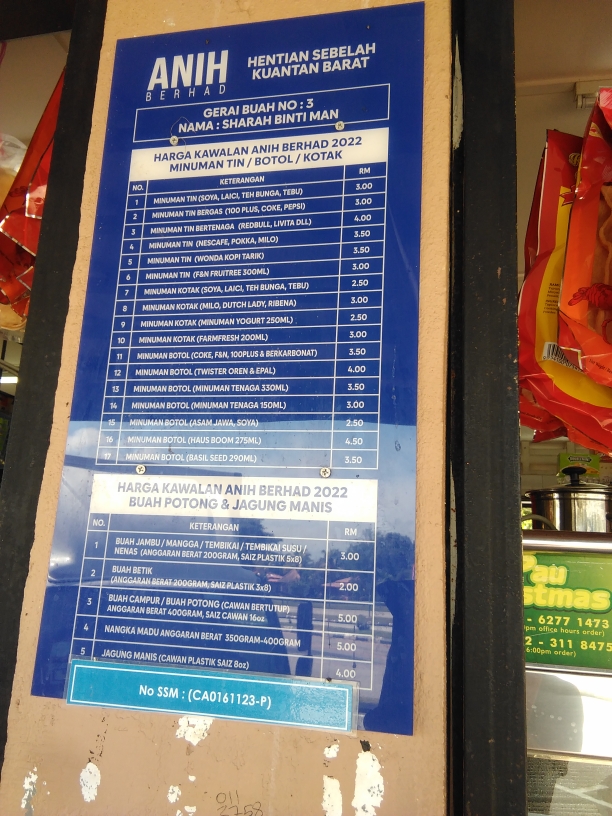 ANIH
BERHAD
HENTIAN SEBELAH
KUANTAN BARAT
GERAI BUAH NO : 3
NAMA : SHARAH BINTI MAN
HARGA KAWALAN ANIH BERHAD 2022
MINUMAN TIN / BOTOL / KOTAK
NO. KETERANGAN RM
1 MINUMAN TIN (SOYA, LAICI, TEH BUNGA, TEBU) 3.00
2 MINUMAN TIN BERGAS (100 PLUS, COKE, PEPSI) 3.00
3 MINUMAN TIN BERTENAGA (REDBULL, LIVITA DLL) 4.00
4 MINUMAN TIN (NESCAFE, POKKA, MILO) 3.50
5 MINUMAN TIN (WONDA KOPI TARIK) 3.50
6 MINUMAN TIN (F&N FRUITREE 300ML) 3.00
7 MINUMAN KOTAK (SOYA, LAICI, TEH BUNGA, TEBU) 2.50
8 MINUMAN KOTAK (MILO, DUTCH LADY, RIBENA) 3.00
9 MINUMAN KOTAK (MINUMAN YOGURT 250ML) 2.50
10 MINUMAN KOTAK (FARMFRESH 200ML) 3.00
11 MINUMAN BOTOL (COKE, F&N, 100PLUS & BERKARBONAT) 3.50
12 MINUMAN BOTOL (TWISTER OREN & EPAL) 4.00
13 MINUMAN BOTOL (MINUMAN TENAGA 330ML) 3.50
14 MINUMAN BOTOL (MINUMAN TENAGA 150ML) 3.00
15 MINUMAN BOTOL (ASAM JAWA, SOYA) 2.50
16 MINUMAN BOTOL (HAUS BOOM 275ML) 4.50
17 MINUMAN BOTOL (BASIL SEED 290ML) 3.50
HARGA KAWALAN ANIH BERHAD 2022
BUAH POTONG & JAGUNG MANIS
NO. KETERANGAN RM
1 BUAH JAMBU / MANGGA / TEMBIKAI / TEMBIKAI SUSU /
NENAS (ANGGARAN BERAT 200GRAM, SAIZ PLASTIK 5x8) 3.00
2 BUAH BETIK
(ANGGARAN BERAT 200GRAM, SAIZ PLASTIK 3x8) 2.00
3 BUAH CAMPUR / BUAH POTONG (CAWAN BERTUTUP)
ANGGARAN BERAT 400GRAM, SAIZ CAWAN 16oz 5.00
4 NANGKA MADU ANGGARAN BERAT 350GRAM-400GRAM 5.00
5 JAGUNG MANIS (CAWAN PLASTIK SAIZ 8oz) 4.00
No SSM : (CA0161123-P)
011
3758
Pau
stmas
- 6277 1473
pm office hours order)
2 - 311 8475
6:00pm order)